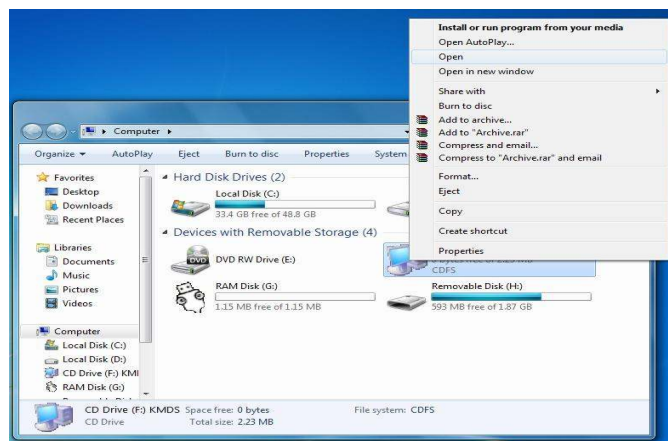 Install or run program from your media
Open AutoPlay...
Open
Open in new window
Share with
Burn to disc
Add to archive...
Add to "Archive.rar"
Compress and email...
Compress to "Archive.rar" and email
Format...
Eject
Copy
Create shortcut
Properties
Computer
Organize AutoPlay Eject Burn to disc Properties System
Favorites
Desktop
Downloads
Recent Places
Libraries
Documents
Music
Pictures
Videos
Computer
Local Disk (C:)
Local Disk (D:)
CD Drive (F:) KM
RAM Disk (G:)
Hard Disk Drives (2)
Local Disk (C:)
33.4 GB free of 48.8 GB
Devices with Removable Storage (4)
DVD RW Drive (E:)
CDFS
RAM Disk (G:)
1.15 MB free of 1.15 MB
Removable Disk (H:)
593 MB free of 1.87 GB
CD Drive (F:) KMDS Space free: 0 bytes File system: CDFS
CD Drive Total size: 2.23 MB